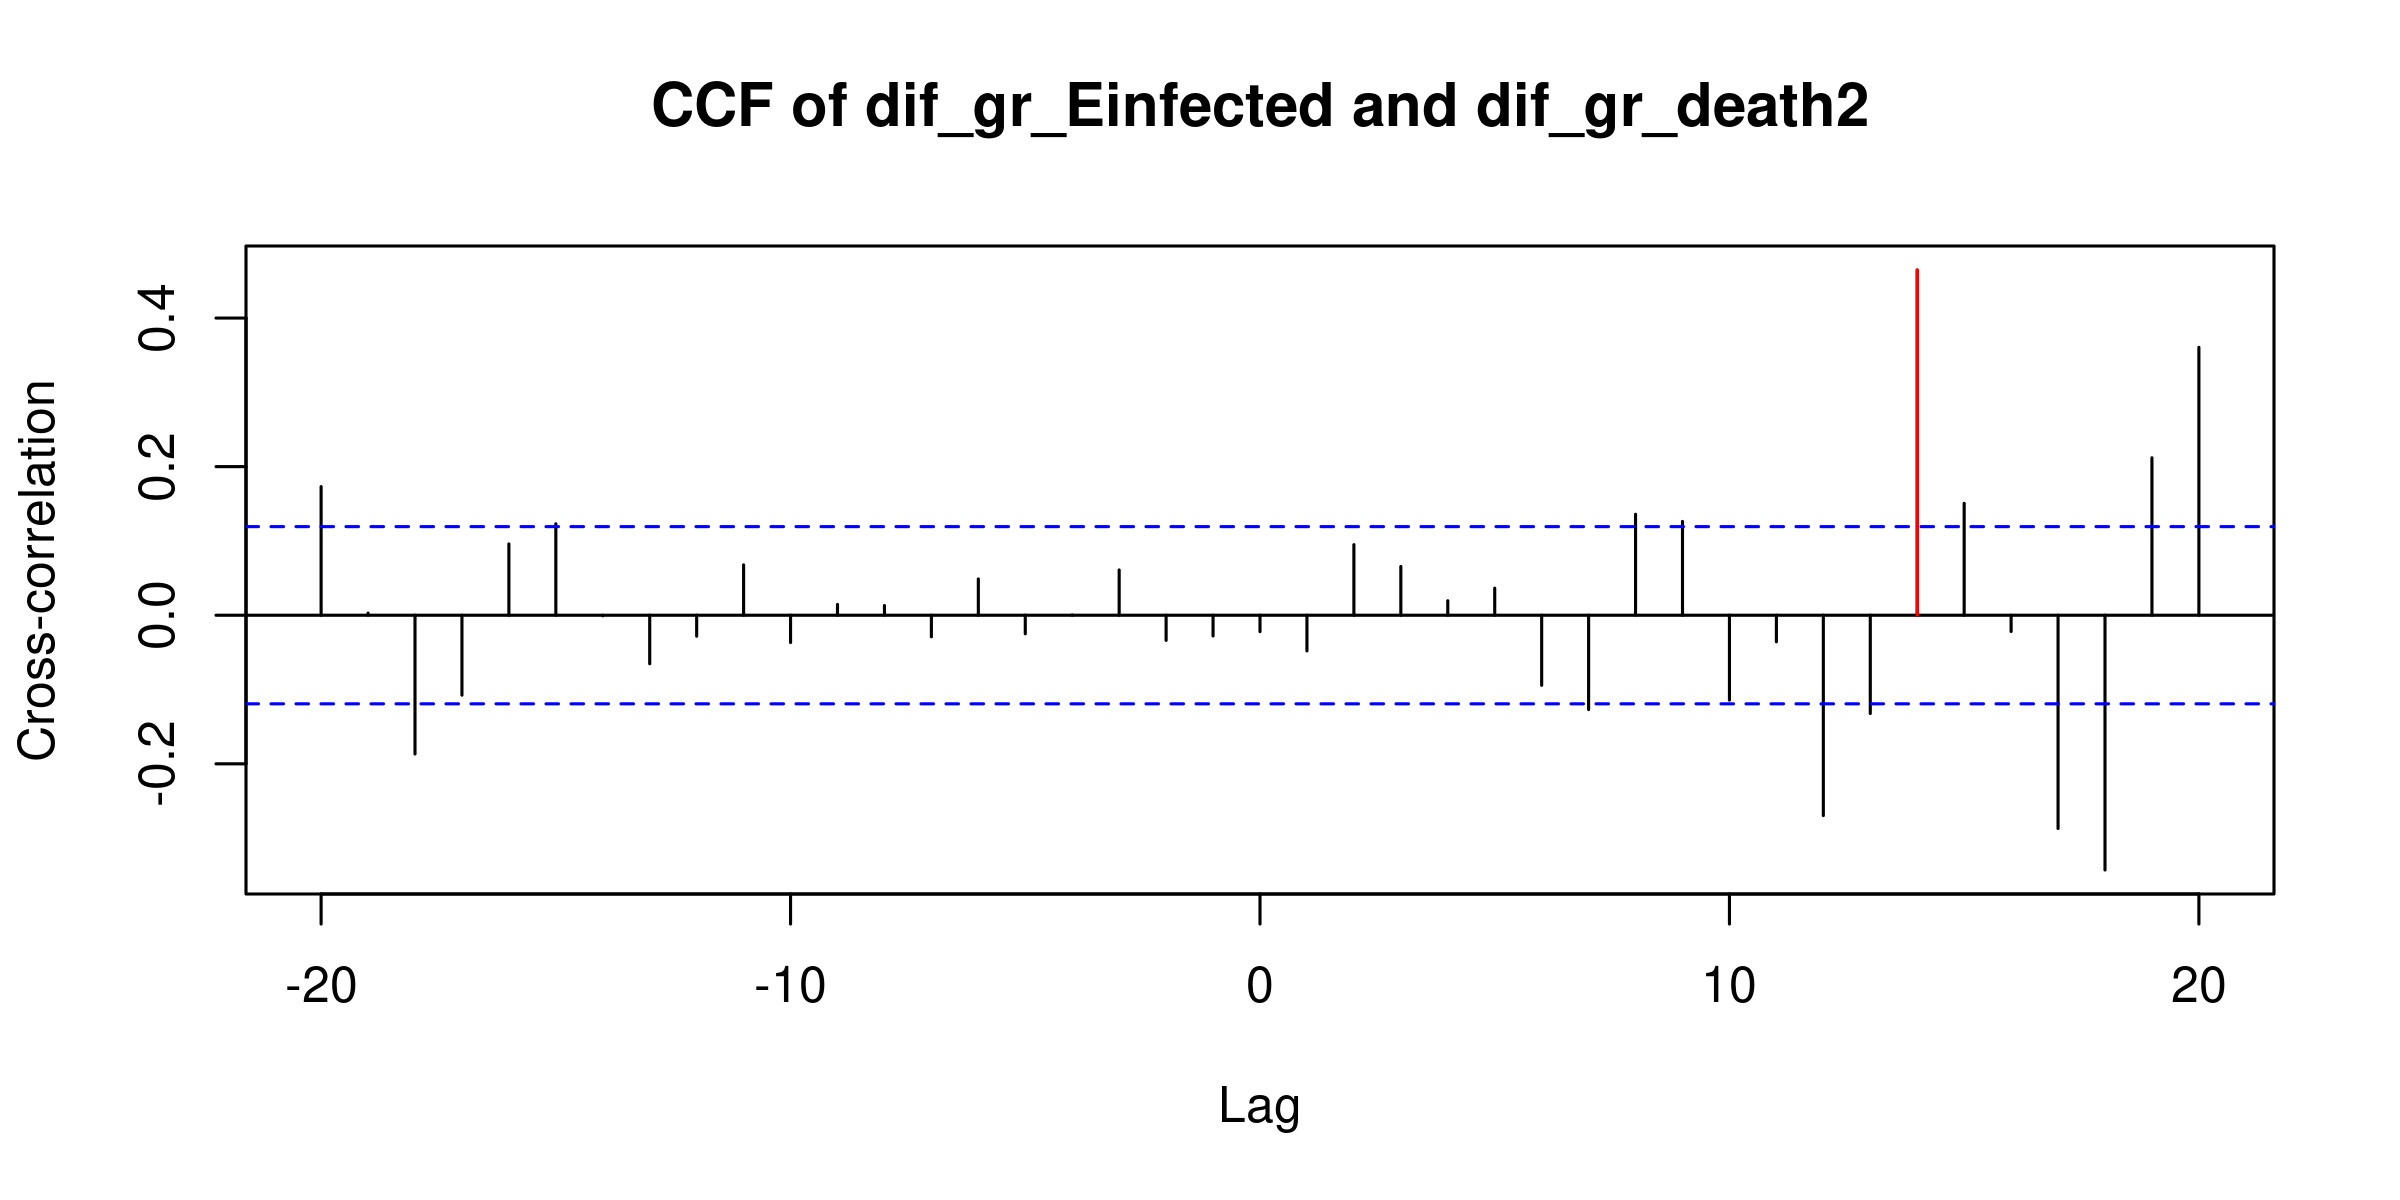 CCF of dif_gr_Einfected and dif_gr_death2
Cross-correlation
0.4
0.2
0.0
-0.2
-20 -10 0 10 20
Lag